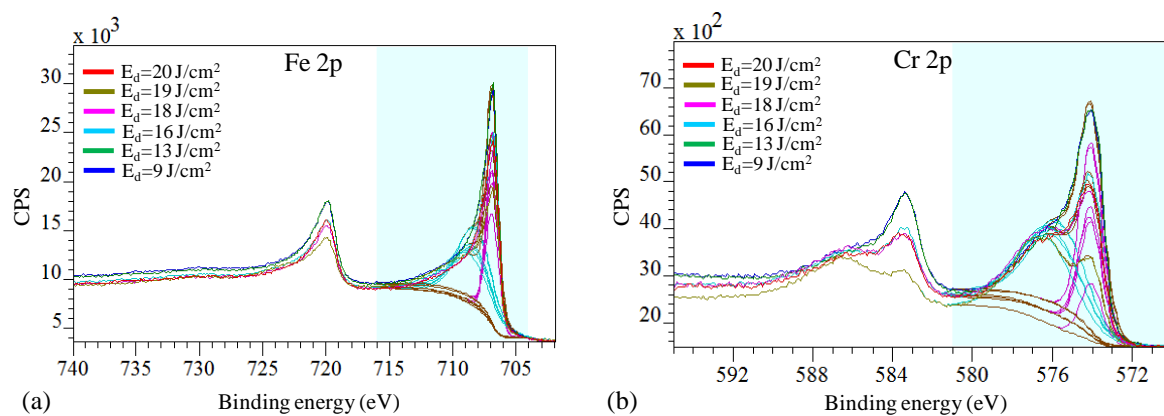 x 10³
Fe 2p
E_d=20 J/cm²
E_d=19 J/cm²
E_d=18 J/cm²
E_d=16 J/cm²
E_d=13 J/cm²
E_d=9 J/cm²
30
25
20
15
10
5
CPS
740
735
730
725
720
715
710
705
Binding energy (eV)
(a)
x 10²
Cr 2p
E_d=20 J/cm²
E_d=19 J/cm²
E_d=18 J/cm²
E_d=16 J/cm²
E_d=13 J/cm²
E_d=9 J/cm²
70
60
50
40
30
20
CPS
592
588
584
580
576
572
Binding energy (eV)
(b)